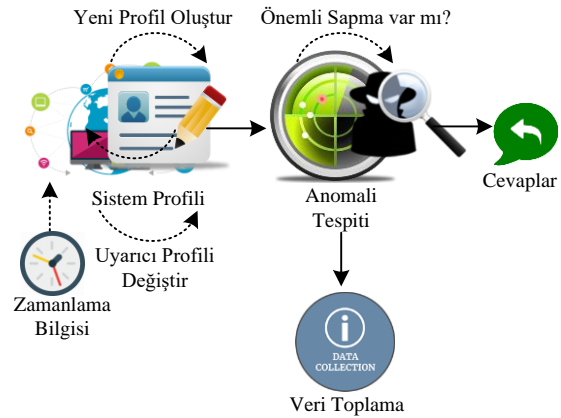 Yeni Profil Oluştur
Önemli Sapma var mı?
Sistem Profili
Anomali
Tespiti
Cevaplar
Uyarıcı Profili
Değiştir
Zamanlama
Bilgisi
DATA
COLLECTION
Veri Toplama